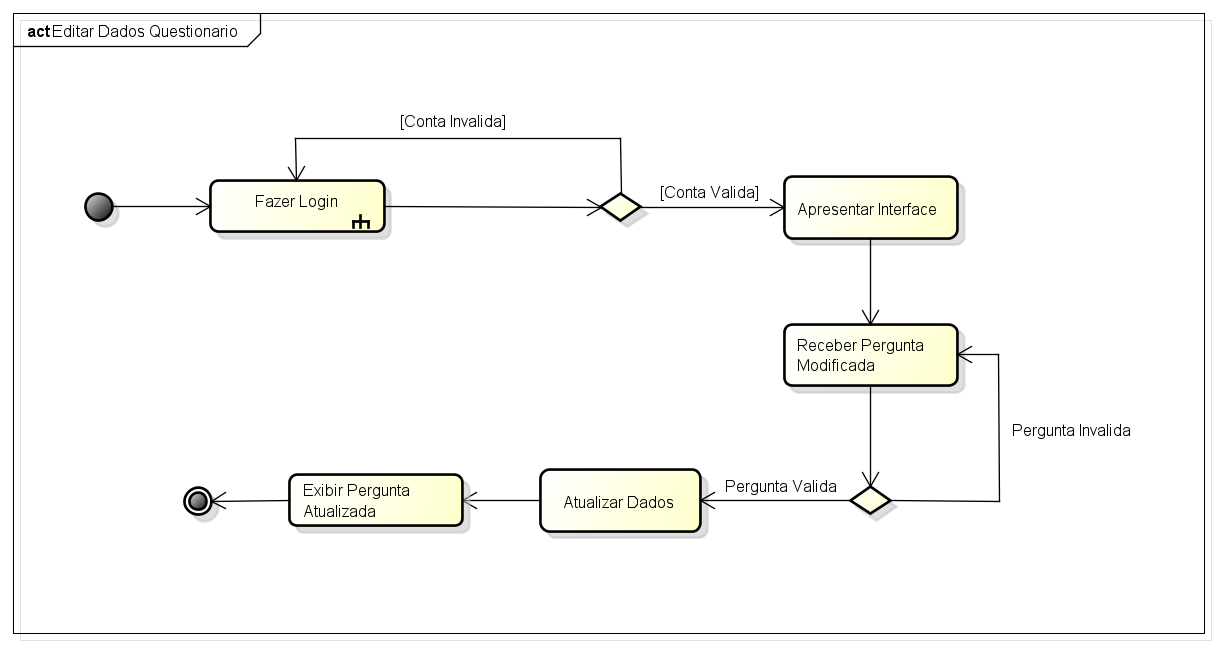 act Editar Dados Questionario
[Conta Invalida]
Fazer Login
[Conta Valida]
Apresentar Interface
Receber Pergunta
Modificada
Pergunta Invalida
Pergunta Valida
Atualizar Dados
Exibir Pergunta
Atualizada